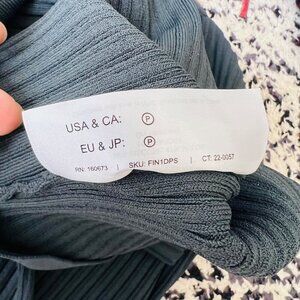 USA & CA: P
EU & JP: P
RN: 160673 | SKU: FIN1DPS | CT: 22-0057